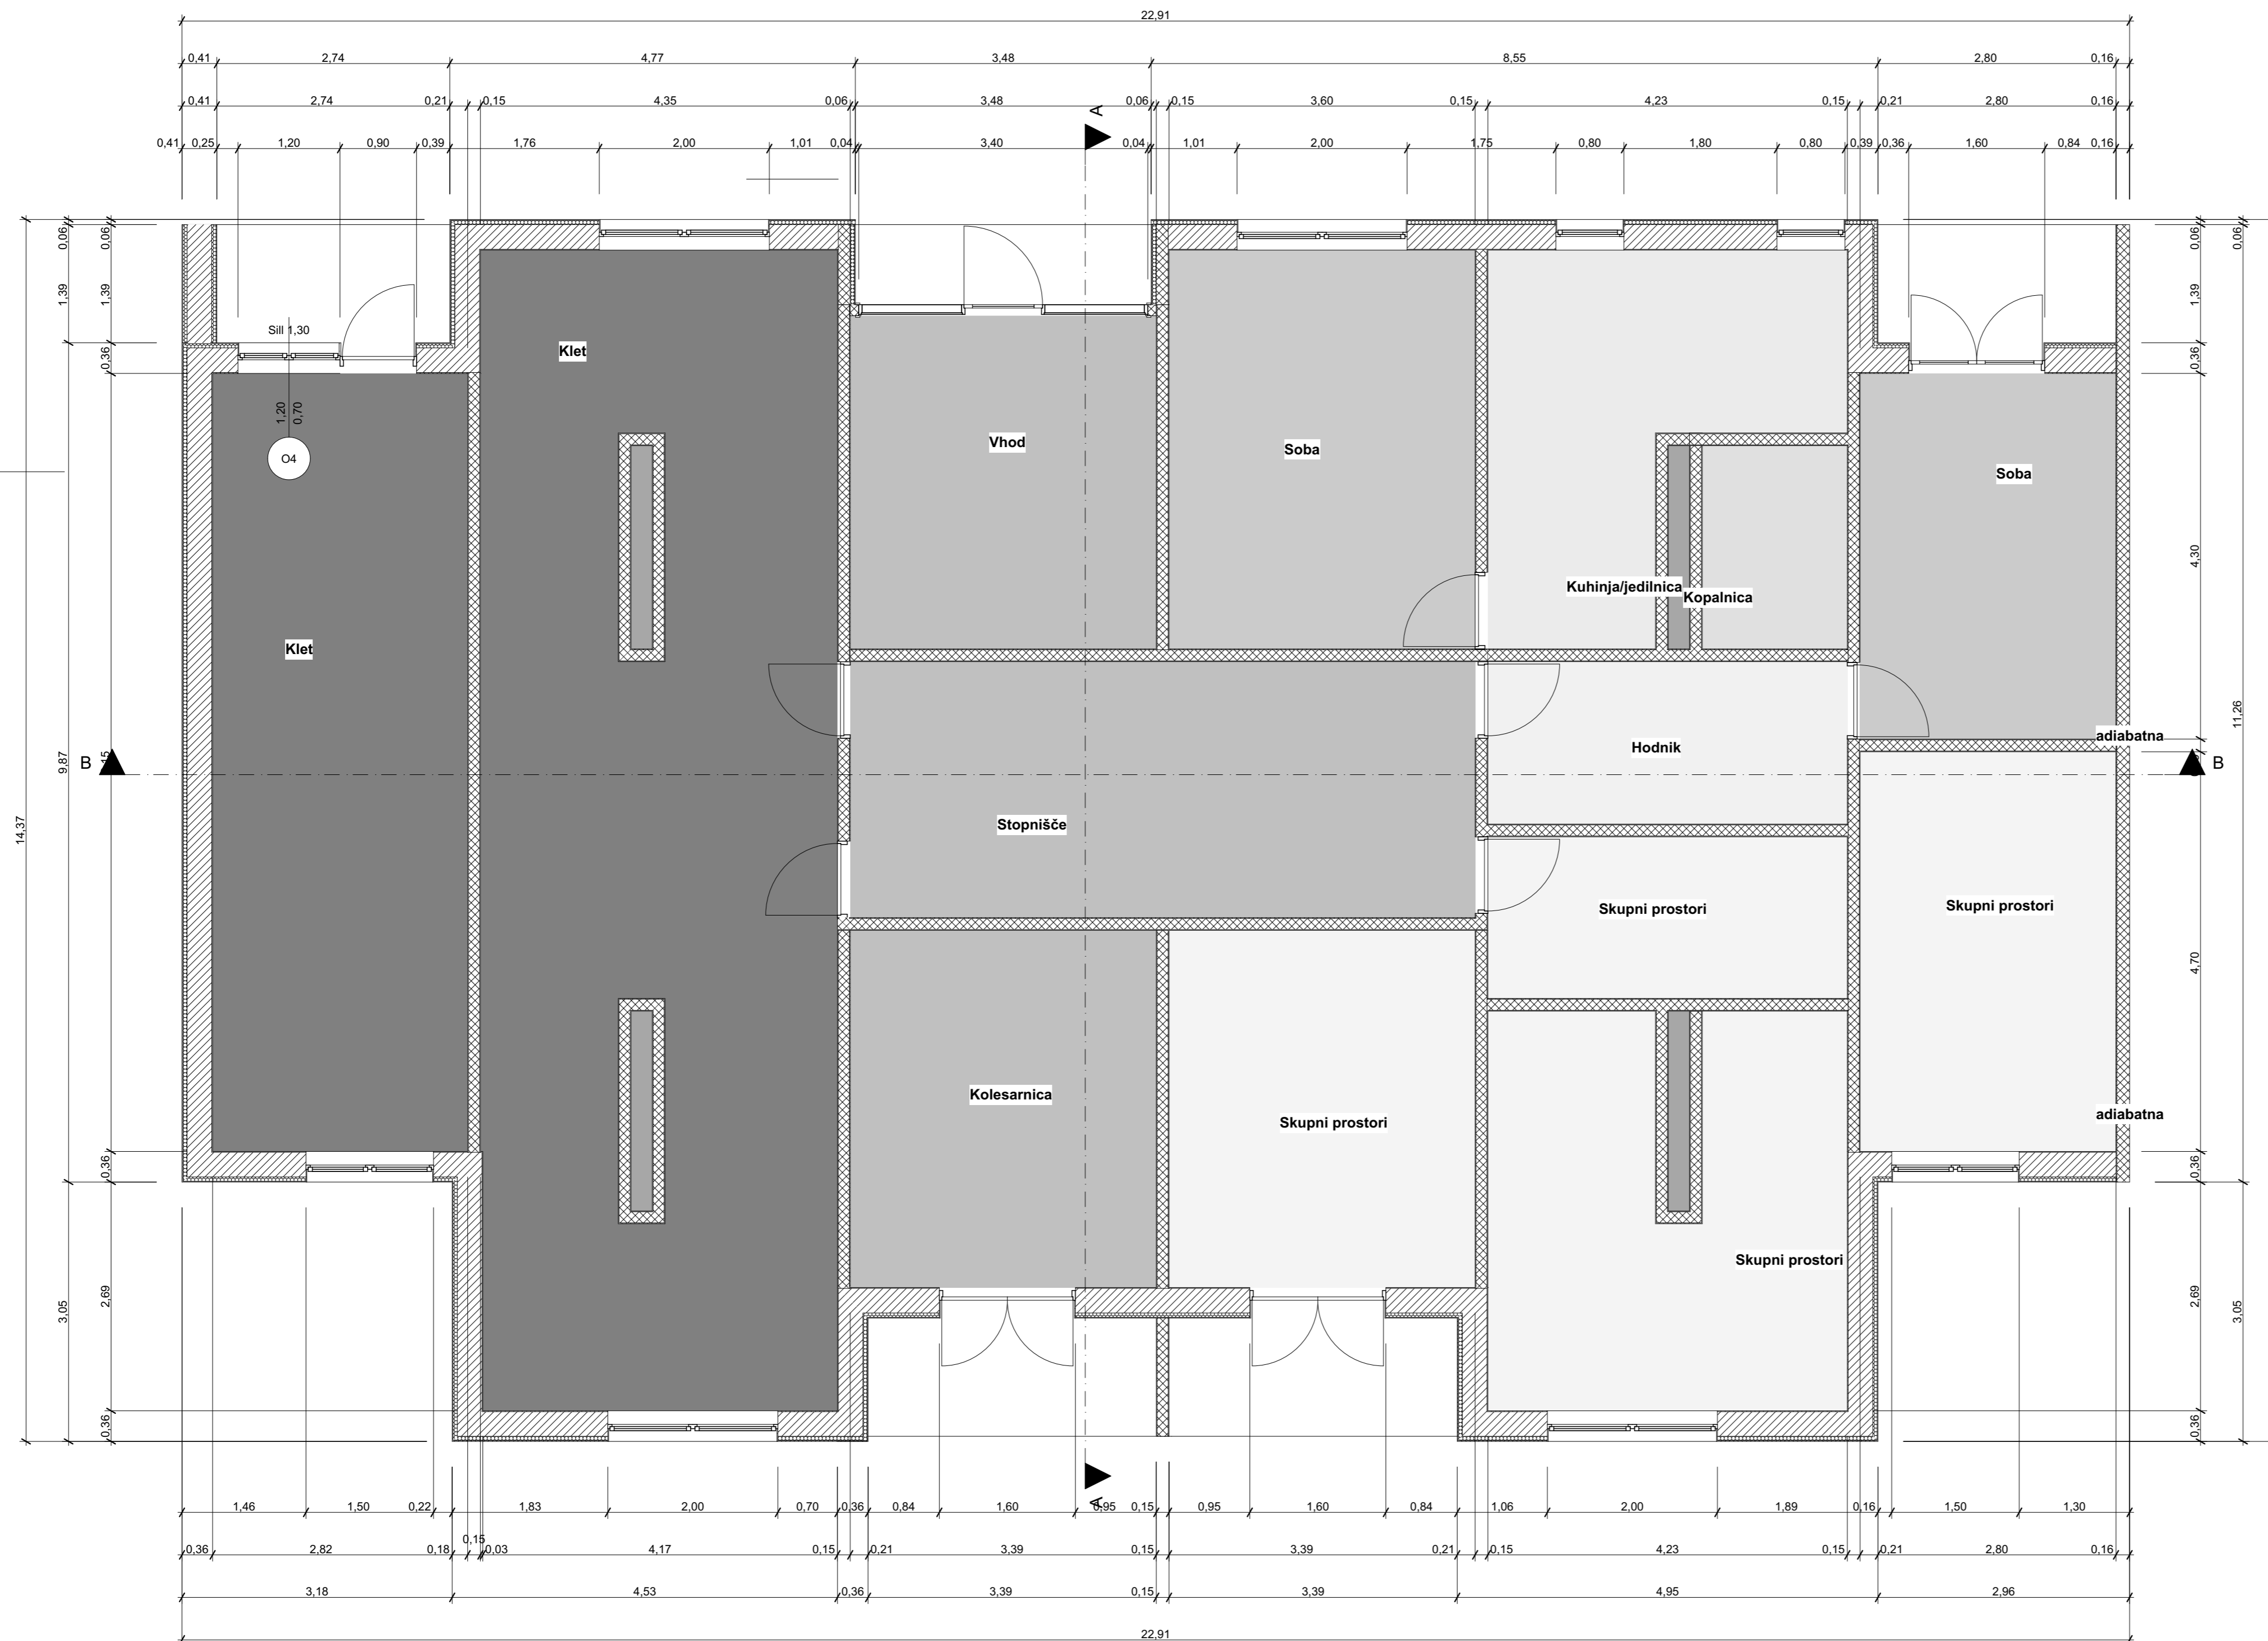 22,91
0,41 2,74 4,77 3,48 8,55 2,80 0,16
0,41 2,74 0,21 0,15 4,35 0,06 3,48 0,06 0,15 3,60 0,15 4,23 0,15 0,21 2,80 0,16
A
0,41 0,25 1,20 0,90 0,39 1,76 2,00 1,01 0,04 3,40 0,04 1,01 2,00 1,75 0,80 1,80 0,80 0,39 0,36 1,60 0,84 0,16
0,06 0,06 0,06 0,06
1,39 1,39 1,39
Sill 1,30
0,36 0,36
Klet
1,20
0,70
O4
Vhod
Soba
Soba
4,30
Kuhinja/jedilnica
Kopalnica
Klet
11,26
adiabatna
Hodnik
9,87
B
B
14,37
Stopnišče
Skupni prostori
Skupni prostori
4,70
Kolesarnica
Skupni prostori
adiabatna
0,36 0,36
Skupni prostori
3,05 2,69 2,69 3,05
0,36 0,36
A
1,46 1,50 0,22 1,83 2,00 0,70 0,36 0,84 1,60 0,95 0,15 0,95 1,60 0,84 1,06 2,00 1,89 0,16 1,50 1,30
0,36 2,82 0,18 0,15 0,03 4,17 0,15 0,21 3,39 0,15 3,39 0,21 0,15 4,23 0,15 0,21 2,80 0,16
3,18 4,53 0,36 3,39 0,15 3,39 4,95 2,96
22,91